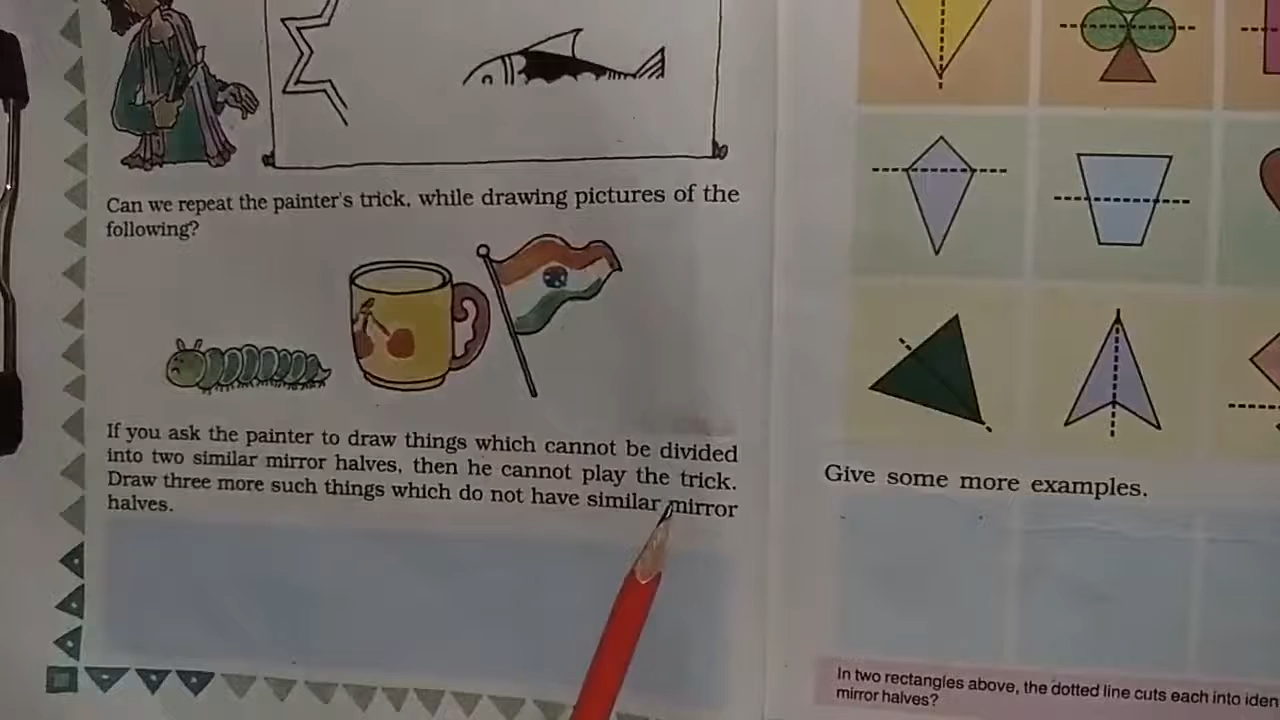 Can we repeat the painter's trick, while drawing pictures of the
following?
If you ask the painter to draw things which cannot be divided
into two similar mirror halves, then he cannot play the trick.
Draw three more such things which do not have similar mirror
halves.
Give some more examples.
In two rectangles above, the dotted line cuts each into
mirror halves?